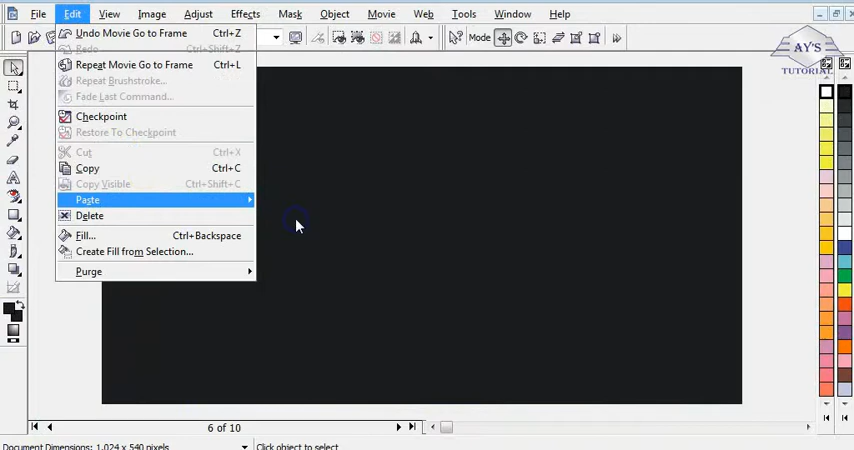 File Edit View Image Adjust Effects Mask Object Movie Web Tools Window Help
AY'S
TUTORIAL
Undo Movie Go to Frame Ctrl+Z
Redo Ctrl+Shift+Z
Repeat Movie Go to Frame Ctrl+L
Repeat Brushstroke...
Fade Last Command...
Checkpoint
Restore To Checkpoint
Cut Ctrl+X
Copy Ctrl+C
Copy Visible Ctrl+Shift+C
Paste
Delete
Fill... Ctrl+Backspace
Create Fill from Selection...
Purge
6 of 10
Document Dimensions: 1,024 x 540 pixels Click object to select